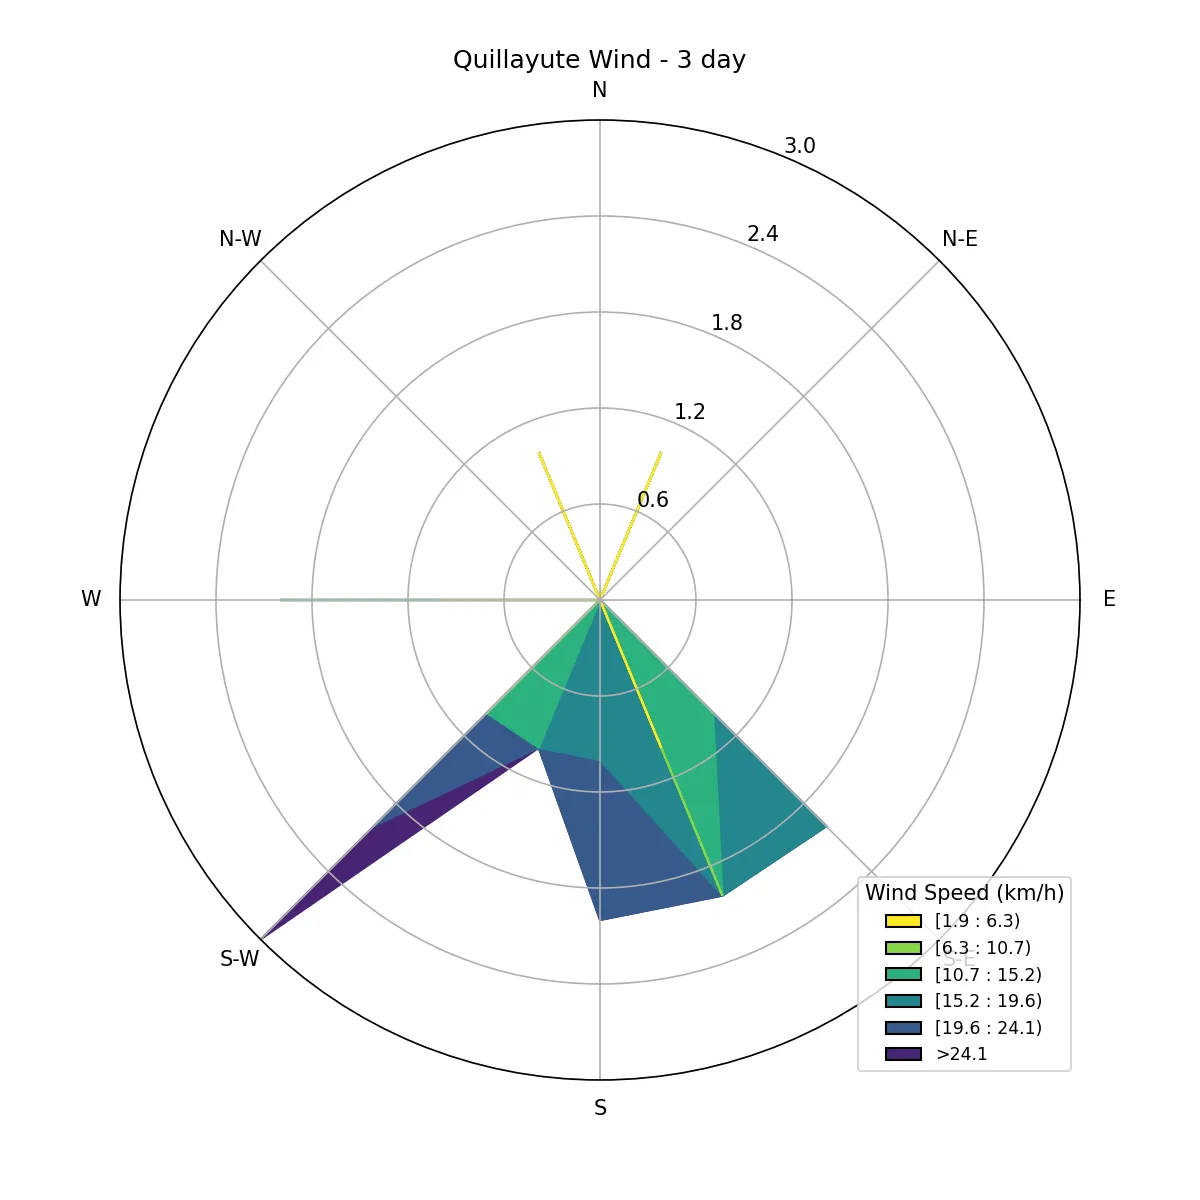 Quillayute Wind - 3 day
N
3.0
N-W
2.4
N-E
1.8
1.2
0.6
W
E
S-W
S-E
S
Wind Speed (km/h)
[1.9 : 6.3)
[6.3 : 10.7)
[10.7 : 15.2)
[15.2 : 19.6)
[19.6 : 24.1)
>24.1